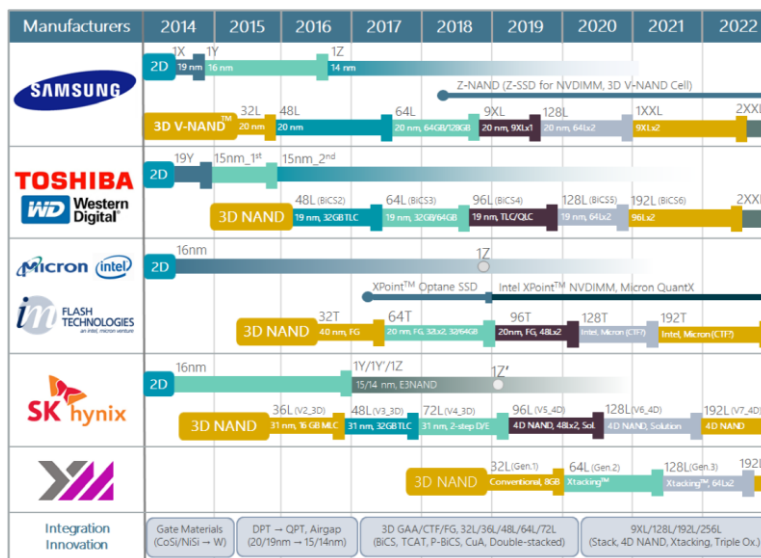 Manufacturers 2014 2015 2016 2017 2018 2019 2020 2021 2022
SAMSUNG
1X 1Y 1Z
2D 19 nm 16 nm 14 nm
Z-NAND (Z-SSD for NVDIMM, 3D V-NAND Cell)
32L 48L 64L 9XL 128L 1XXL 2XXL
3D V-NAND™ 20 nm 20 nm 20 nm, 64GB/128GB 20 nm, 9XLx1 20 nm, 64Lx2 9XLx2
TOSHIBA
WD Western Digital®
19Y 15nm_1st 15nm_2nd
2D
48L (BICS2) 64L (BICS3) 96L (BICS4) 128L (BICS5) 192L (BICS6) 2XXL
3D NAND 19 nm, 32GB TLC 19 nm, 32GB/64GB 19 nm, TLC/QLC 19 nm, 64Lx2 96Lx2
Micron intel
im FLASH TECHNOLOGIES
an intel, micron venture
16nm 1Z
2D
XPoint™ Optane SSD Intel XPoint™ NVDIMM, Micron QuantX
32T 64T 96T 128T 192T
3D NAND 40 nm, FG 20 nm, FG, 32Lx2, 32/64GB 20nm, FG, 48Lx2 Intel, Micron (CTF?) Intel, Micron (CTF?)
SK hynix
16nm 1Y/1Y'/1Z 1Z'
2D 15/14 nm, E3NAND
36L (V2_3D) 48L (V3_3D) 72L (V4_3D) 96L (V5_4D) 128L (V6_4D) 192L (V7_4D)
3D NAND 31 nm, 16 GB MLC 31 nm, 32GB TLC 31 nm, 2-step D/E 4D NAND, 48Lx2, Sol. 4D NAND, Solution 4D NAND
32L (Gen.1) 64L (Gen.2) 128L (Gen.3) 192L
3D NAND Conventional, 8GB Xtacking™ Xtacking™, 64Lx2
Integration Innovation
Gate Materials
(CoSi/NiSi → W)
DPT → QPT, Airgap
(20/19nm → 15/14nm)
3D GAA/CTF/FG, 32L/36L/48L/64L/72L
(BiCS, TCAT, P-BiCS, CuA, Double-stacked)
9XL/128L/192L/256L
(Stack, 4D NAND, Xtacking, Triple Ox.)